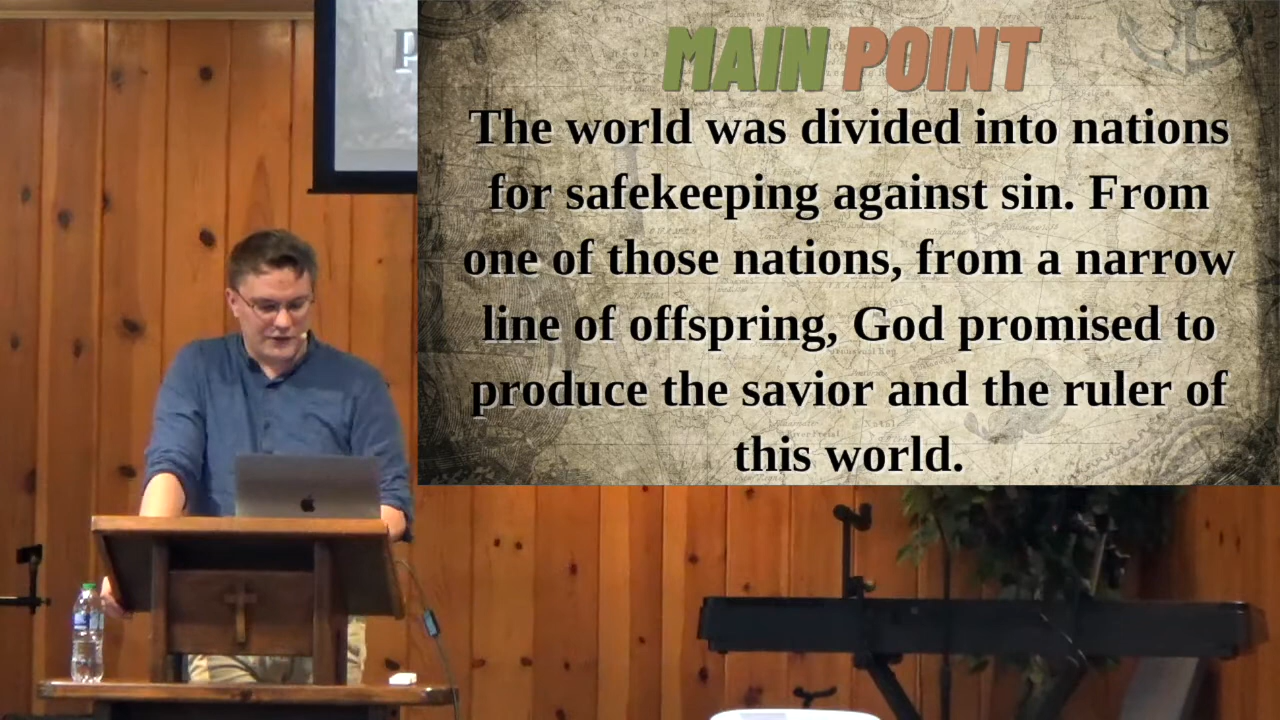 MAIN POINT
The world was divided into nations
for safekeeping against sin. From
one of those nations, from a narrow
line of offspring, God promised to
produce the savior and the ruler of
this world.